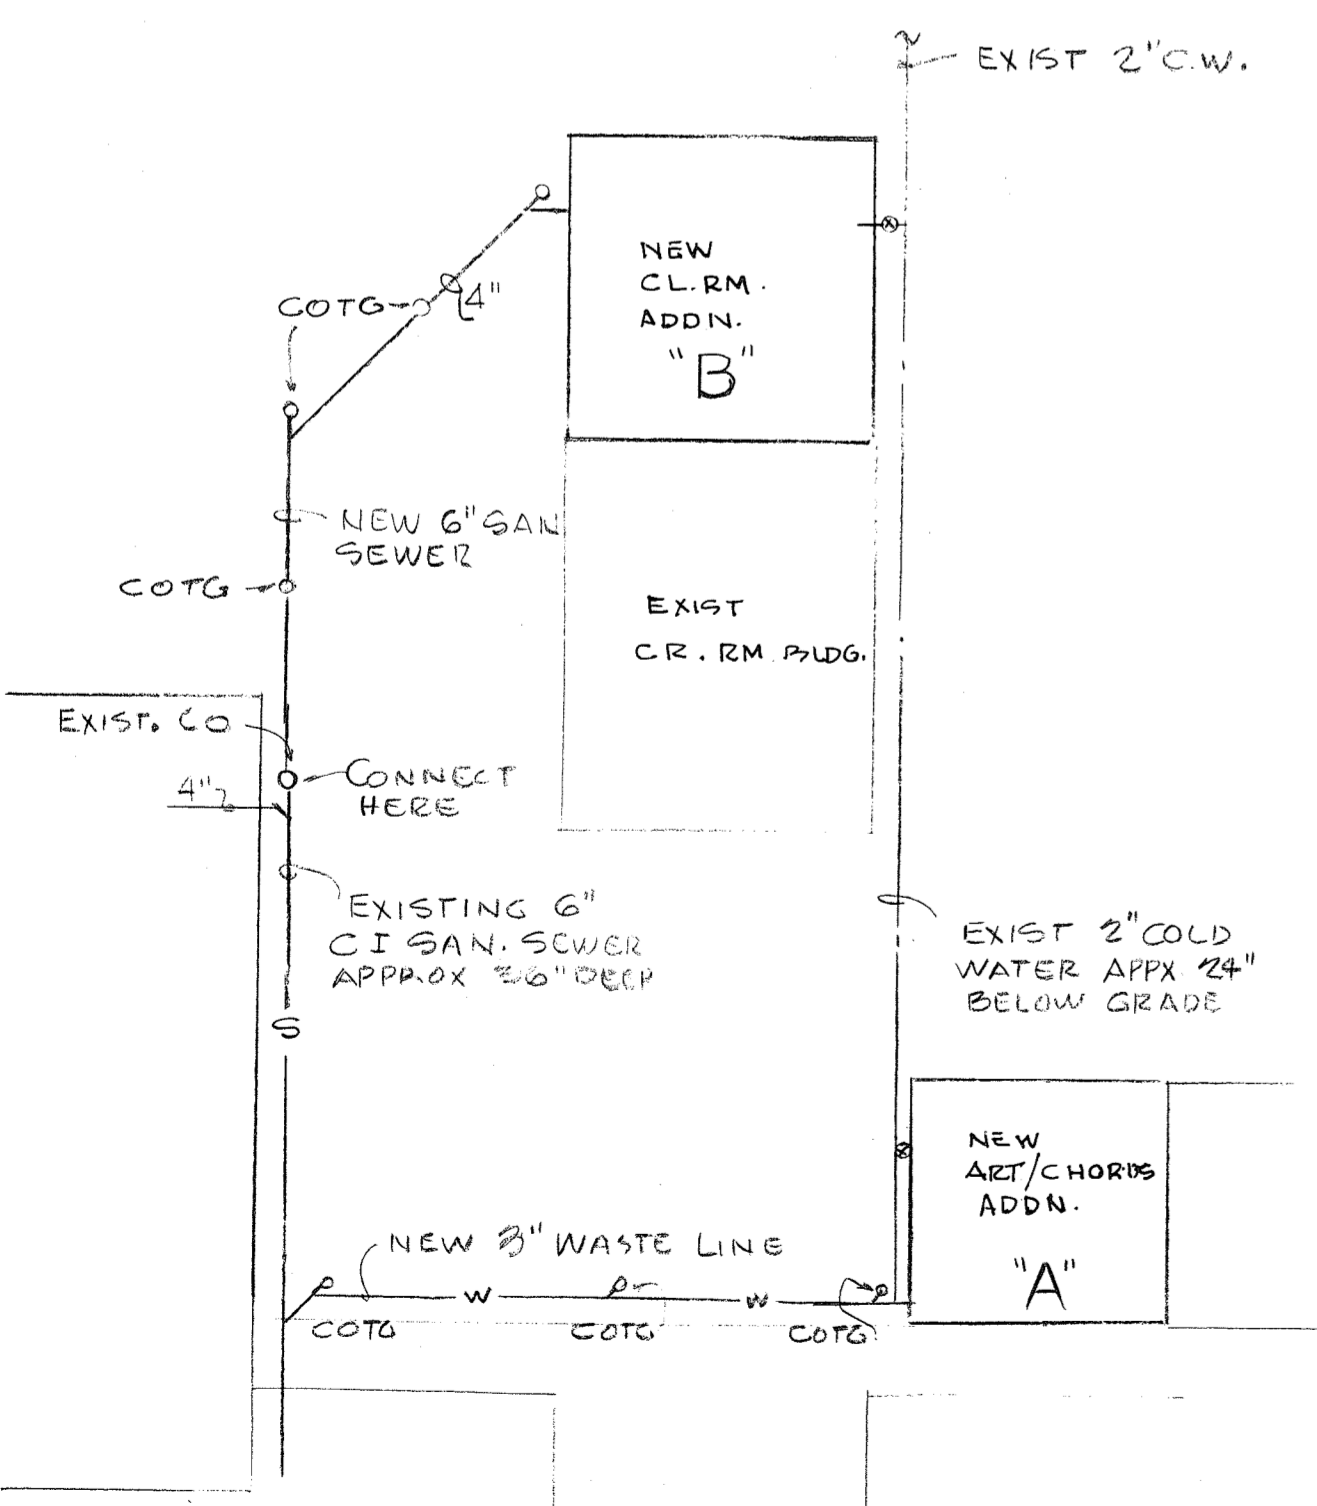 EXIST 2" C.W.
NEW
CL. RM.
ADDN.
"B"
COTG
4"
NEW 6" SAN
SEWER
COTG
EXIST
CR. RM. BLDG.
EXIST. CO
CONNECT
HERE
4"
EXISTING 6"
CI SAN. SEWER
APPROX 36" DEEP
EXIST 2" COLD
WATER APPX 24"
BELOW GRADE
S
NEW
ART/CHORDS
ADDN.
"A"
NEW 3" WASTE LINE
W
W
COTG
COTG
COTG